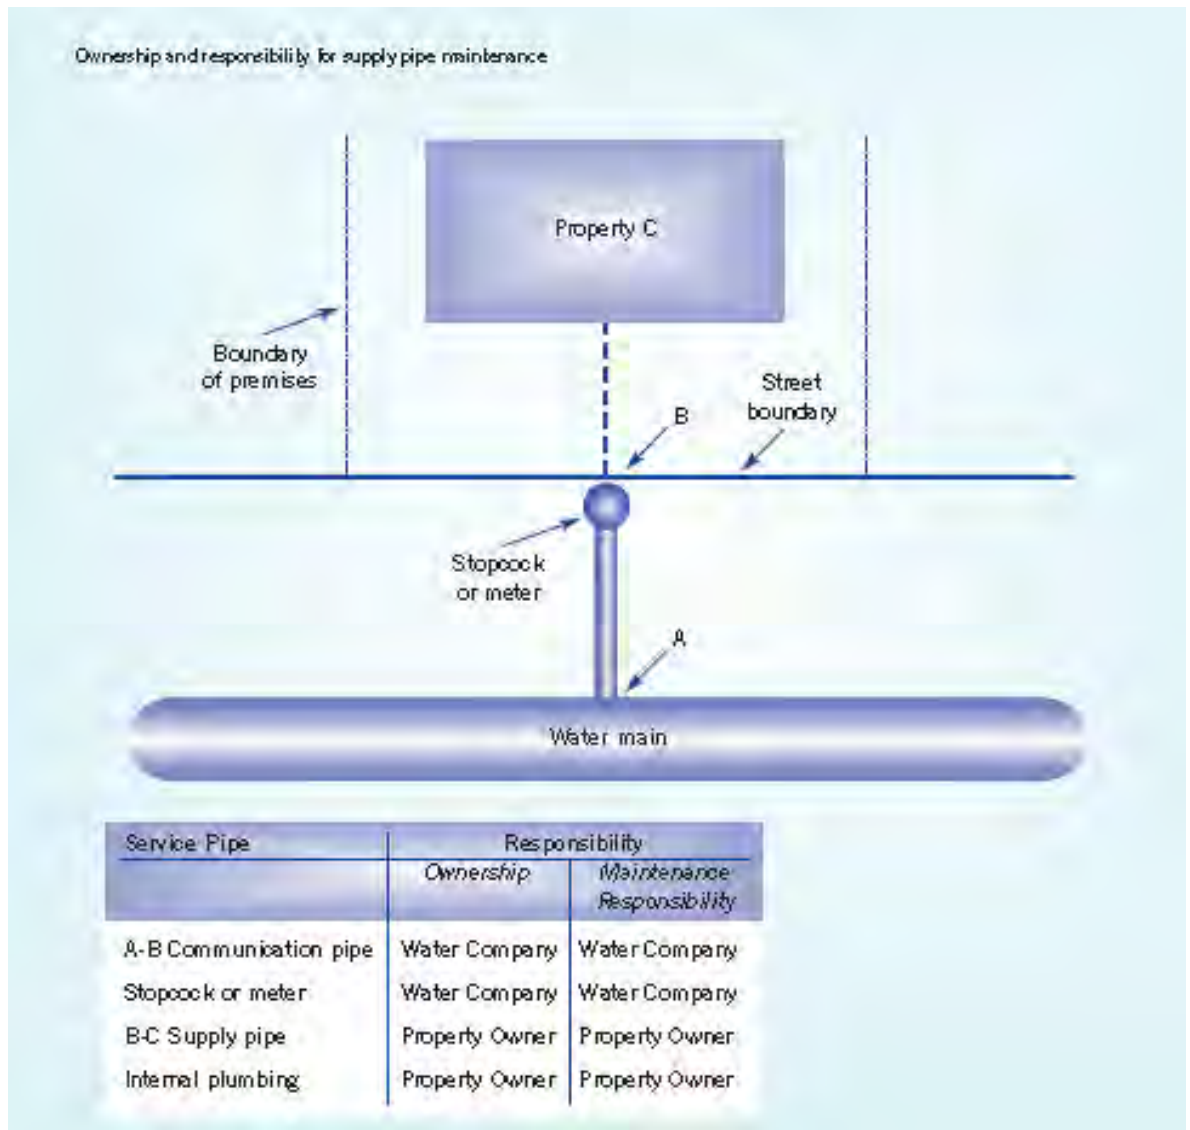 Ownership and responsibility for supply pipe maintenance
Property C
Boundary
of premises
Street
boundary
B
Stopcock
or meter
A
Water main
Service Pipe Responsibility
Ownership Maintenance
Responsibility
A-B Communication pipe Water Company Water Company
Stopcock or meter Water Company Water Company
B-C Supply pipe Property Owner Property Owner
Internal plumbing Property Owner Property Owner